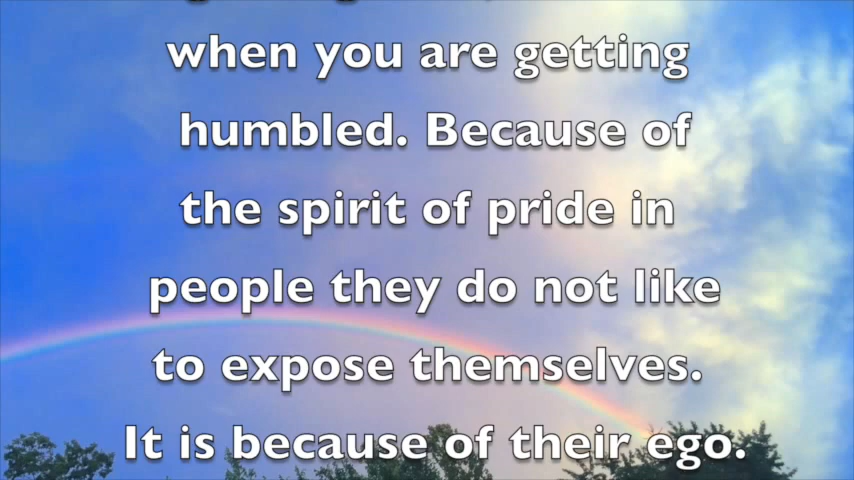 when you are getting
humbled. Because of
the spirit of pride in
people they do not like
to expose themselves.
It is because of their ego.